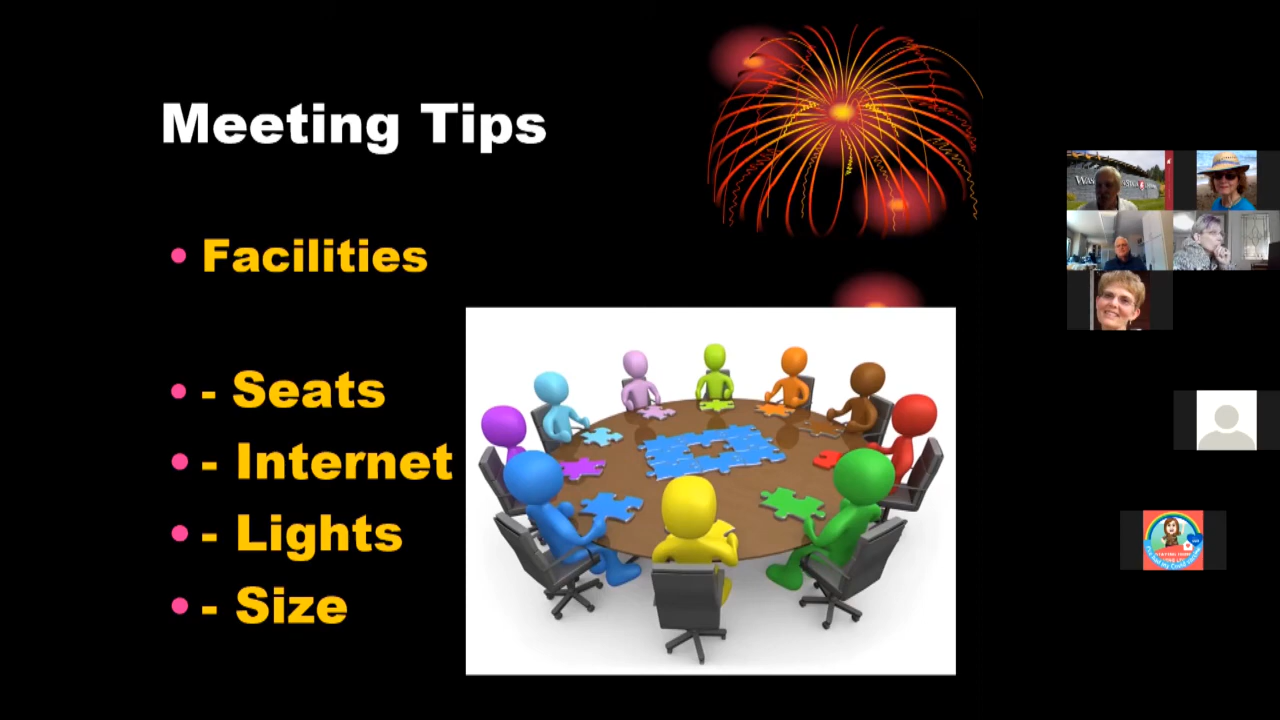 Meeting Tips
• Facilities
• - Seats
• - Internet
• - Lights
• - Size